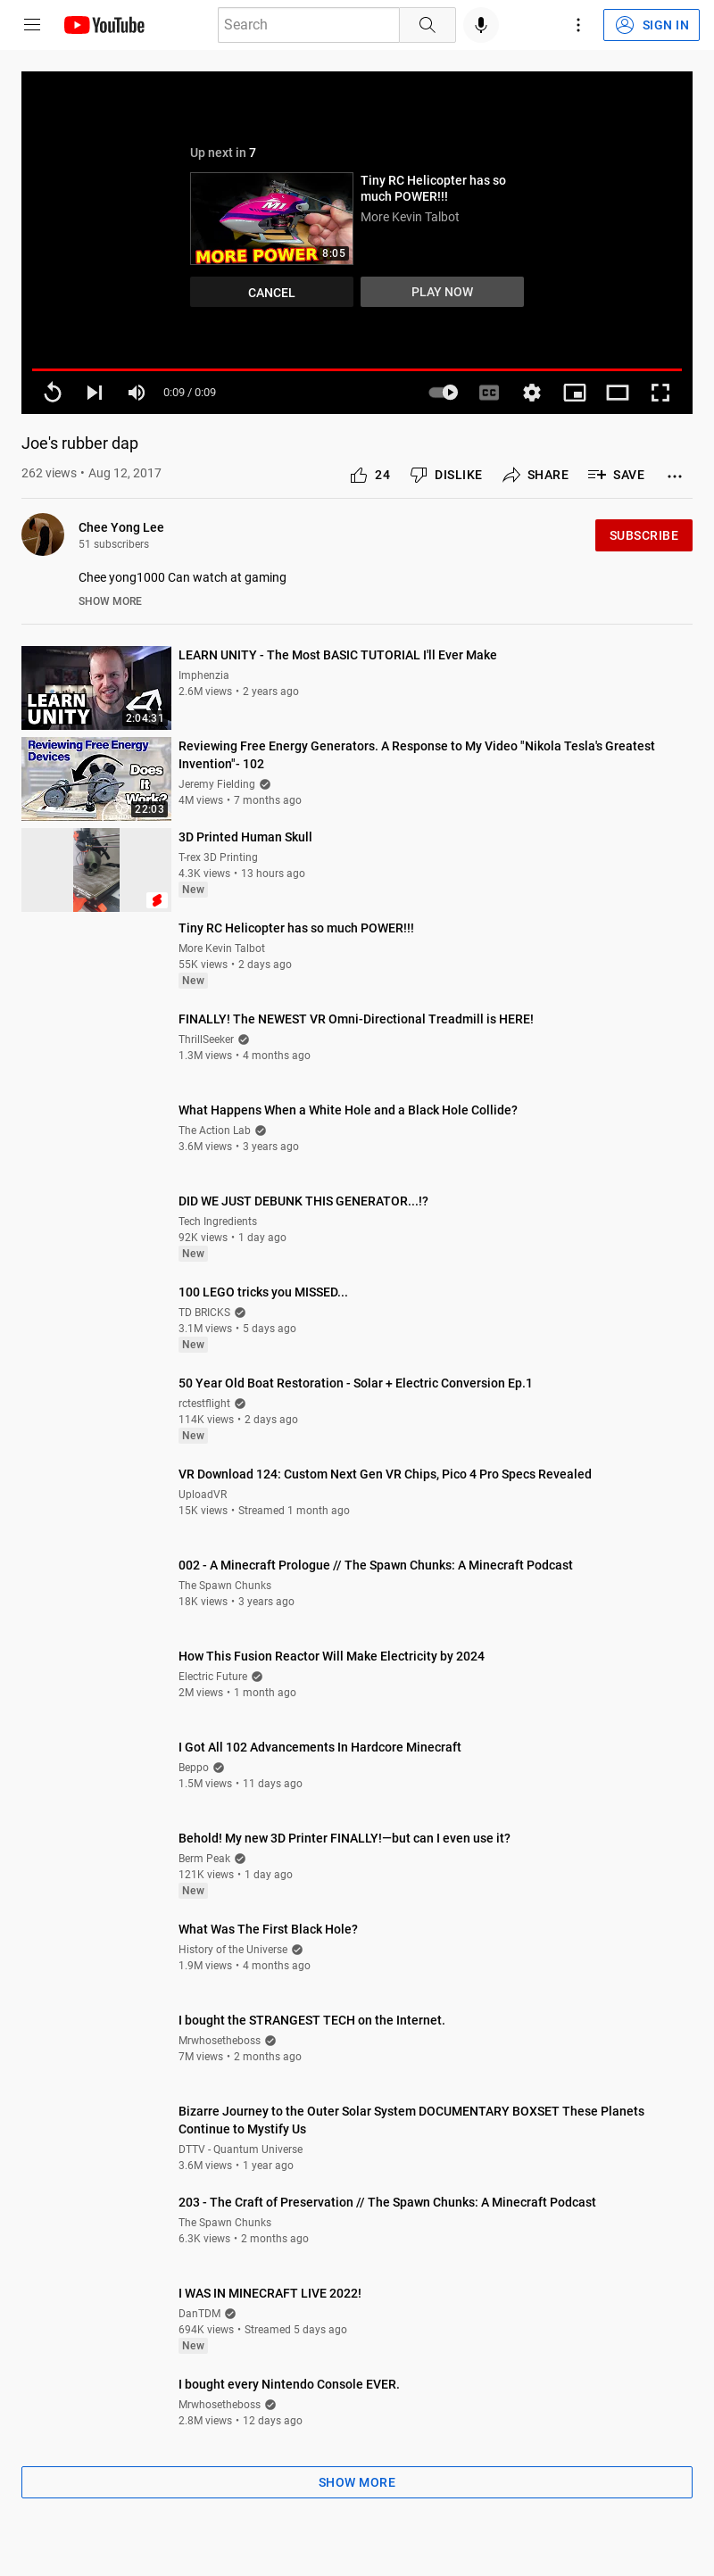 YouTube
Search
SIGN IN
Up next in 7
Tiny RC Helicopter has so
much POWER!!!
More Kevin Talbot
M1
MORE POWER
8:05
CANCEL
PLAY NOW
0:09 / 0:09
CC
Joe's rubber dap
262 views • Aug 12, 2017
24
DISLIKE
SHARE
SAVE
Chee Yong Lee
51 subscribers
SUBSCRIBE
Chee yong1000 Can watch at gaming
SHOW MORE
LEARN
UNITY
2:04:31
LEARN UNITY - The Most BASIC TUTORIAL I'll Ever Make
Imphenzia
2.6M views • 2 years ago
Reviewing Free Energy
Devices
Does It
Work?
22:03
Reviewing Free Energy Generators. A Response to My Video "Nikola Tesla's Greatest
Invention"- 102
Jeremy Fielding
4M views • 7 months ago
3D Printed Human Skull
T-rex 3D Printing
4.3K views • 13 hours ago
New
Tiny RC Helicopter has so much POWER!!!
More Kevin Talbot
55K views • 2 days ago
New
FINALLY! The NEWEST VR Omni-Directional Treadmill is HERE!
ThrillSeeker
1.3M views • 4 months ago
What Happens When a White Hole and a Black Hole Collide?
The Action Lab
3.6M views • 3 years ago
DID WE JUST DEBUNK THIS GENERATOR...!?
Tech Ingredients
92K views • 1 day ago
New
100 LEGO tricks you MISSED...
TD BRICKS
3.1M views • 5 days ago
New
50 Year Old Boat Restoration - Solar + Electric Conversion Ep.1
rctestflight
114K views • 2 days ago
New
VR Download 124: Custom Next Gen VR Chips, Pico 4 Pro Specs Revealed
UploadVR
15K views • Streamed 1 month ago
002 - A Minecraft Prologue // The Spawn Chunks: A Minecraft Podcast
The Spawn Chunks
18K views • 3 years ago
How This Fusion Reactor Will Make Electricity by 2024
Electric Future
2M views • 1 month ago
I Got All 102 Advancements In Hardcore Minecraft
Beppo
1.5M views • 11 days ago
Behold! My new 3D Printer FINALLY!—but can I even use it?
Berm Peak
121K views • 1 day ago
New
What Was The First Black Hole?
History of the Universe
1.9M views • 4 months ago
I bought the STRANGEST TECH on the Internet.
Mrwhosetheboss
7M views • 2 months ago
Bizarre Journey to the Outer Solar System DOCUMENTARY BOXSET These Planets
Continue to Mystify Us
DTTV - Quantum Universe
3.6M views • 1 year ago
203 - The Craft of Preservation // The Spawn Chunks: A Minecraft Podcast
The Spawn Chunks
6.3K views • 2 months ago
I WAS IN MINECRAFT LIVE 2022!
DanTDM
694K views • Streamed 5 days ago
New
I bought every Nintendo Console EVER.
Mrwhosetheboss
2.8M views • 12 days ago
SHOW MORE